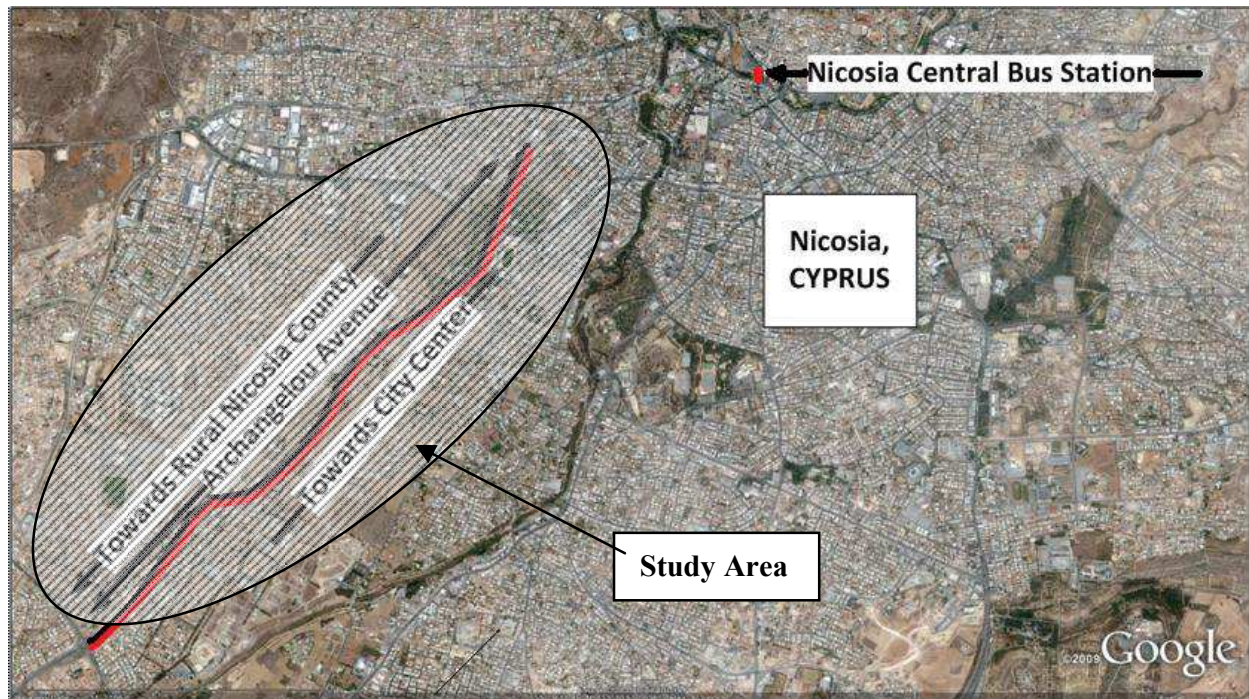 Nicosia Central Bus Station
Nicosia,
CYPRUS
Towards Rural Nicosia County
Archangelou Avenue
Towards City Center
Study Area
©2009 Google